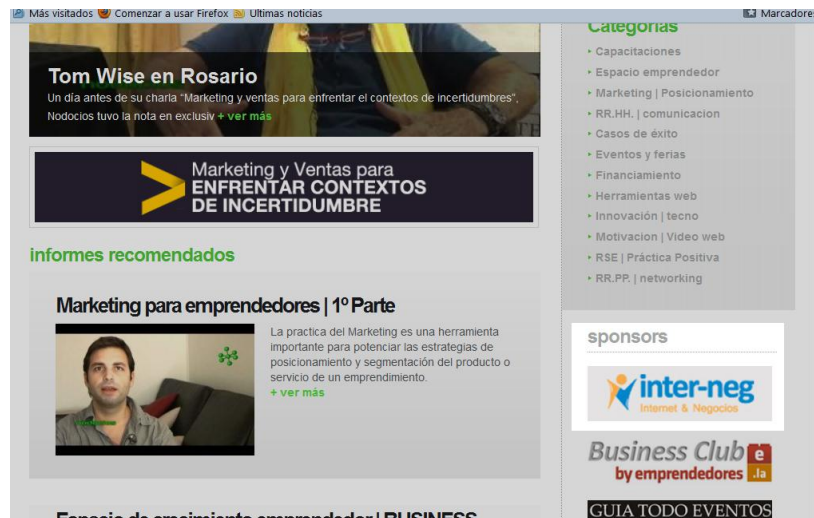 Más visitados Comenzar a usar Firefox Últimas noticias
Marcadores
Tom Wise en Rosario
Un día antes de su charla "Marketing y ventas para enfrentar el contextos de incertidumbres",
Nodocios tuvo la nota en exclusiv + ver más
Marketing y Ventas para
ENFRENTAR CONTEXTOS
DE INCERTIDUMBRE
informes recomendados
Marketing para emprendedores | 1º Parte
La practica del Marketing es una herramienta
importante para potenciar las estrategias de
posicionamiento y segmentación del producto o
servicio de un emprendimiento.
+ ver más
Espacio de crecimiento emprendedor | BUSINESS
Categorías
Capacitaciones
Espacio emprendedor
Marketing | Posicionamiento
RR.HH. | comunicacion
Casos de éxito
Eventos y ferias
Financiamiento
Herramientas web
Innovación | tecno
Motivacion | Video web
RSE | Práctica Positiva
RR.PP. | networking
sponsors
inter-neg
Internet & Negocios
Business Club e
by emprendedores .la
GUIA TODO EVENTOS